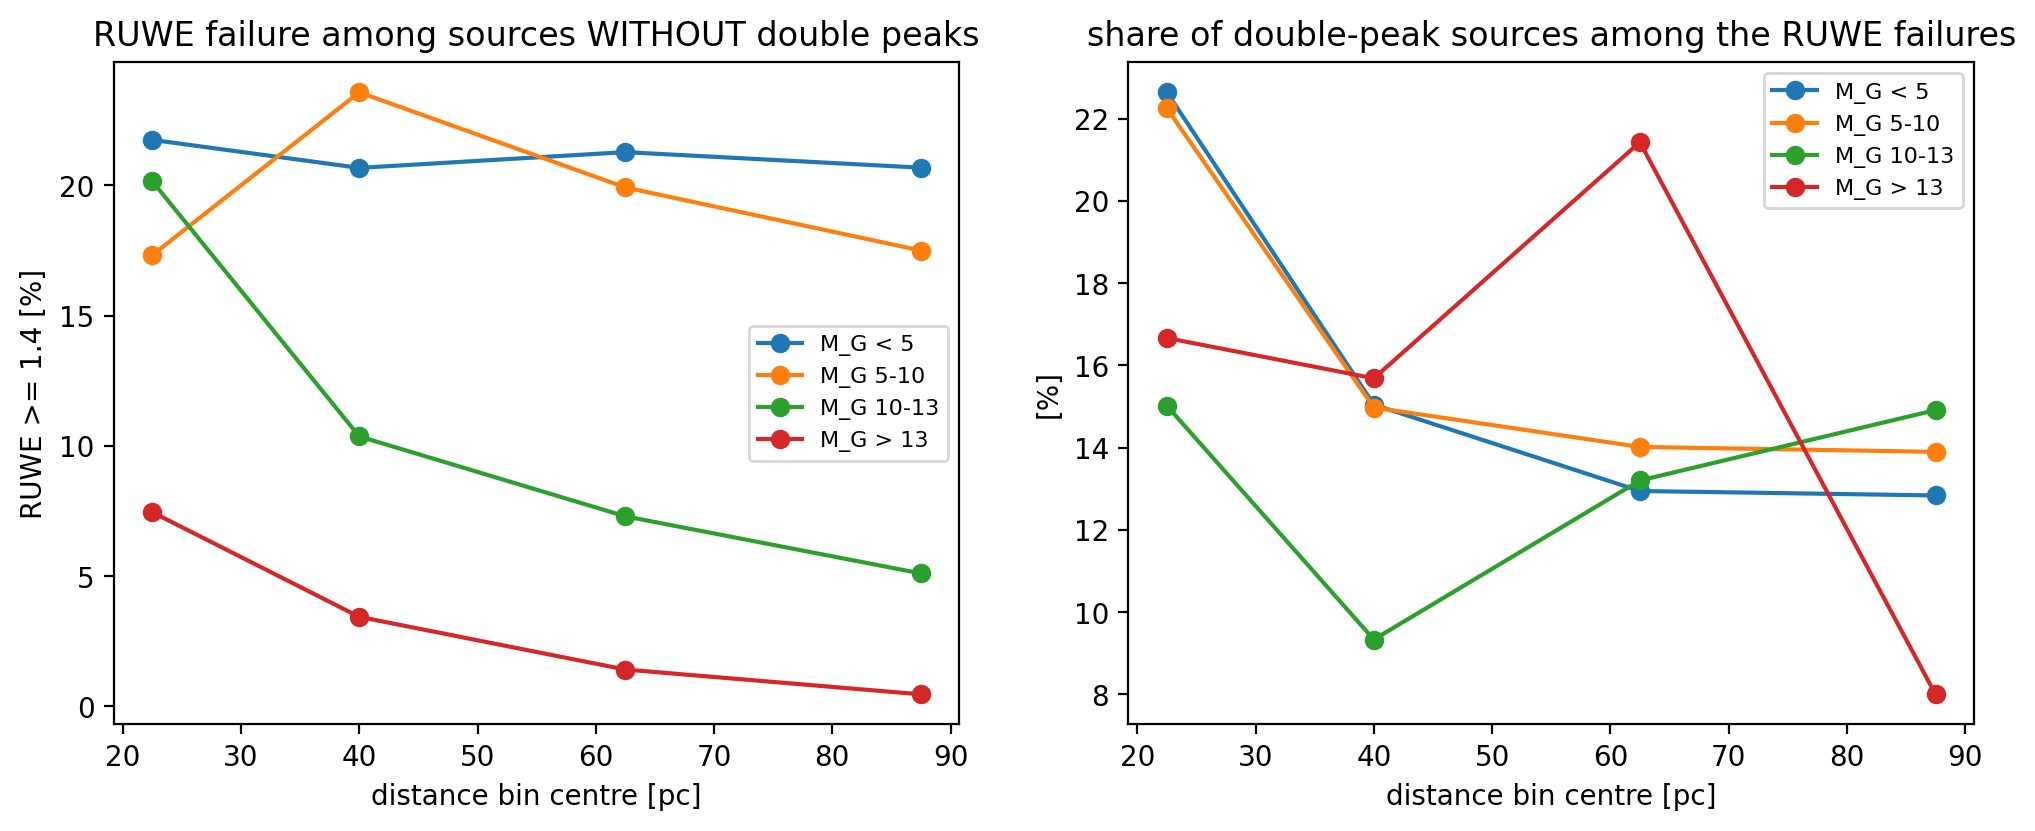 RUWE failure among sources WITHOUT double peaks
RUWE >= 1.4 [%]
20
15
10
5
0
M_G < 5
M_G 5-10
M_G 10-13
M_G > 13
20 30 40 50 60 70 80 90
distance bin centre [pc]
share of double-peak sources among the RUWE failures
[%]
22
20
18
16
14
12
10
8
M_G < 5
M_G 5-10
M_G 10-13
M_G > 13
20 30 40 50 60 70 80 90
distance bin centre [pc]